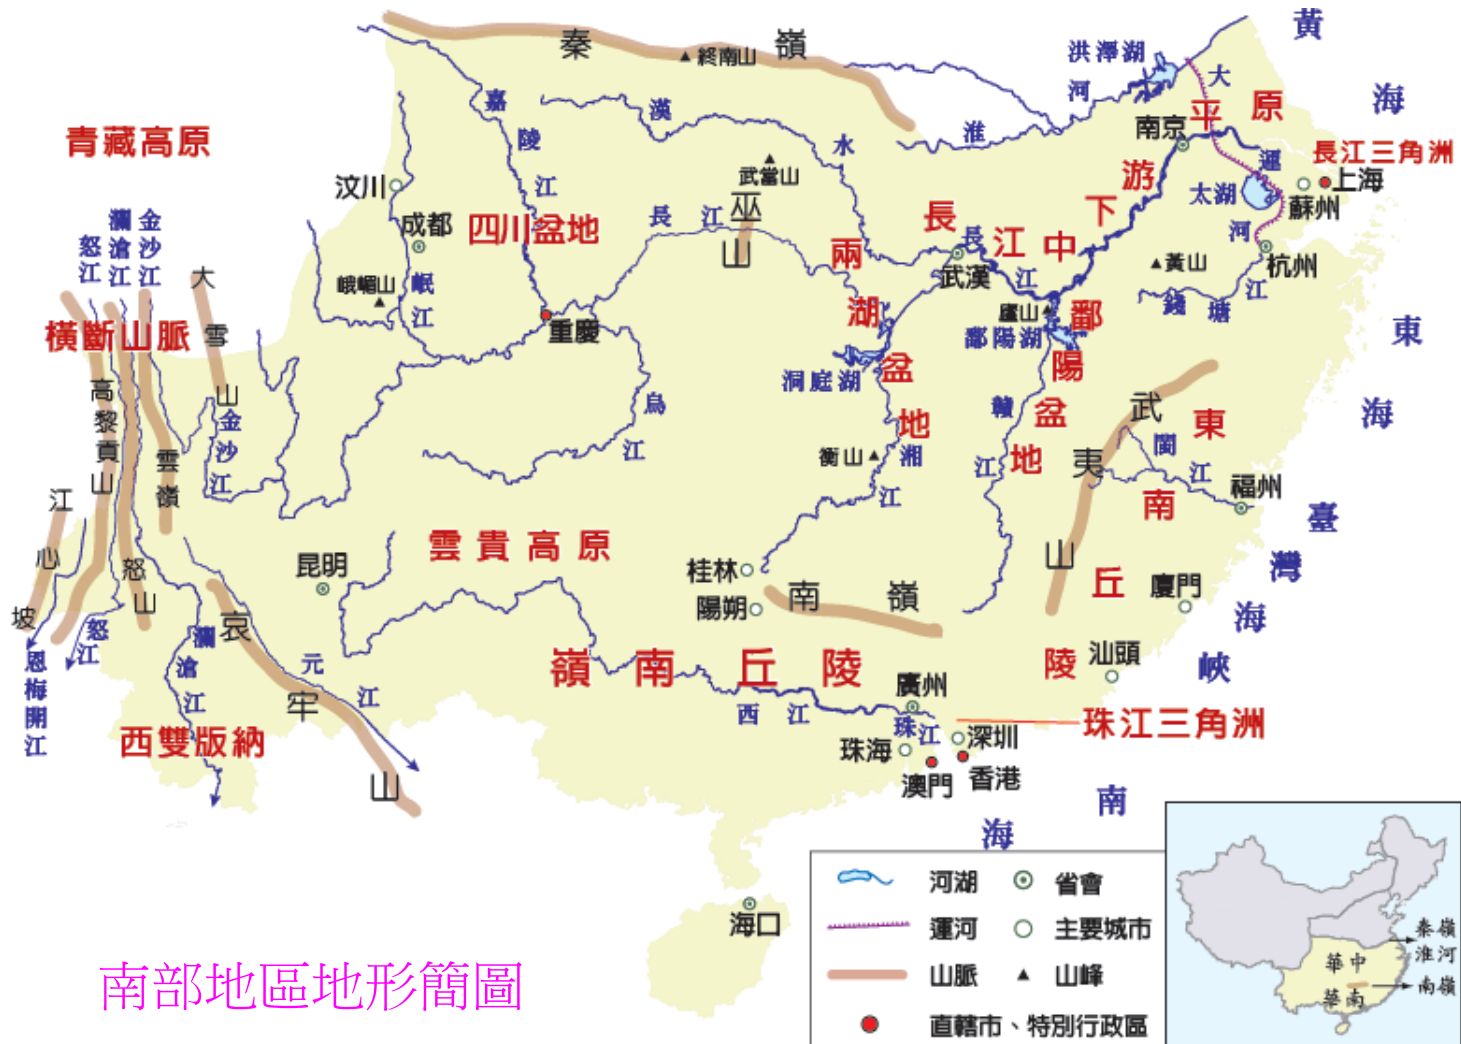 黃海
東海
臺灣海峽
南海
秦嶺
終南山
洪澤湖
淮河
大運河
平原
南京
長江三角洲
上海
蘇州
太湖
杭州
黃山
錢塘江
青藏高原
汶川
成都
嘉陵江
漢水
武當山
巫山
長江
四川盆地
峨嵋山
岷江
重慶
烏江
長江中下游
長江
武漢
兩湖盆地
洞庭湖
廬山
鄱陽湖
鄱陽盆地
贛江
衡山
湘江
武夷山
閩江
福州
東南丘陵
廈門
汕頭
怒江
瀾滄江
金沙江
大雪山
橫斷山脈
高黎貢山
雲嶺
金沙江
江心坡
怒山
怒江
恩梅開江
瀾滄江
哀牢山
元江
西雙版納
昆明
雲貴高原
桂林
陽朔
南嶺
嶺南丘陵
西江
廣州
珠江
珠海
澳門
深圳
香港
珠江三角洲
海口
南部地區地形簡圖
河湖
省會
運河
主要城市
山脈
山峰
直轄市、特別行政區
秦嶺
淮河
華中
南嶺
華南